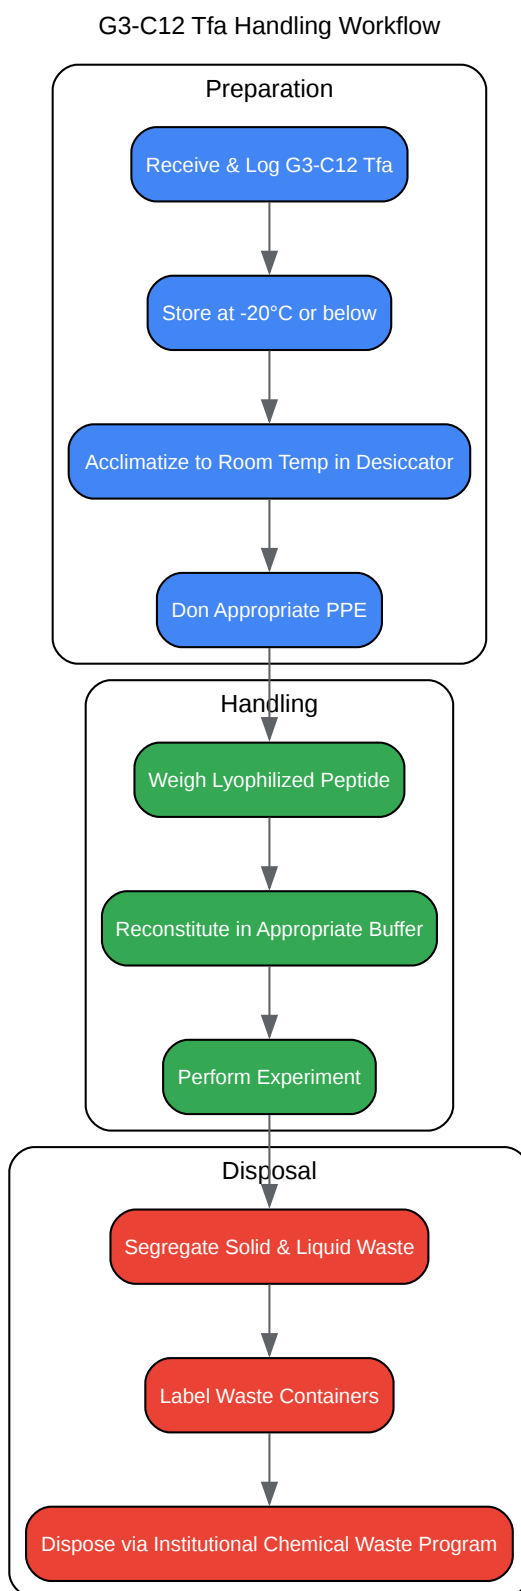 G3-C12 Tfa Handling Workflow
Preparation
Receive & Log G3-C12 Tfa
Store at -20°C or below
Acclimatize to Room Temp in Desiccator
Don Appropriate PPE
Handling
Weigh Lyophilized Peptide
Reconstitute in Appropriate Buffer
Perform Experiment
Disposal
Segregate Solid & Liquid Waste
Label Waste Containers
Dispose via Institutional Chemical Waste Program